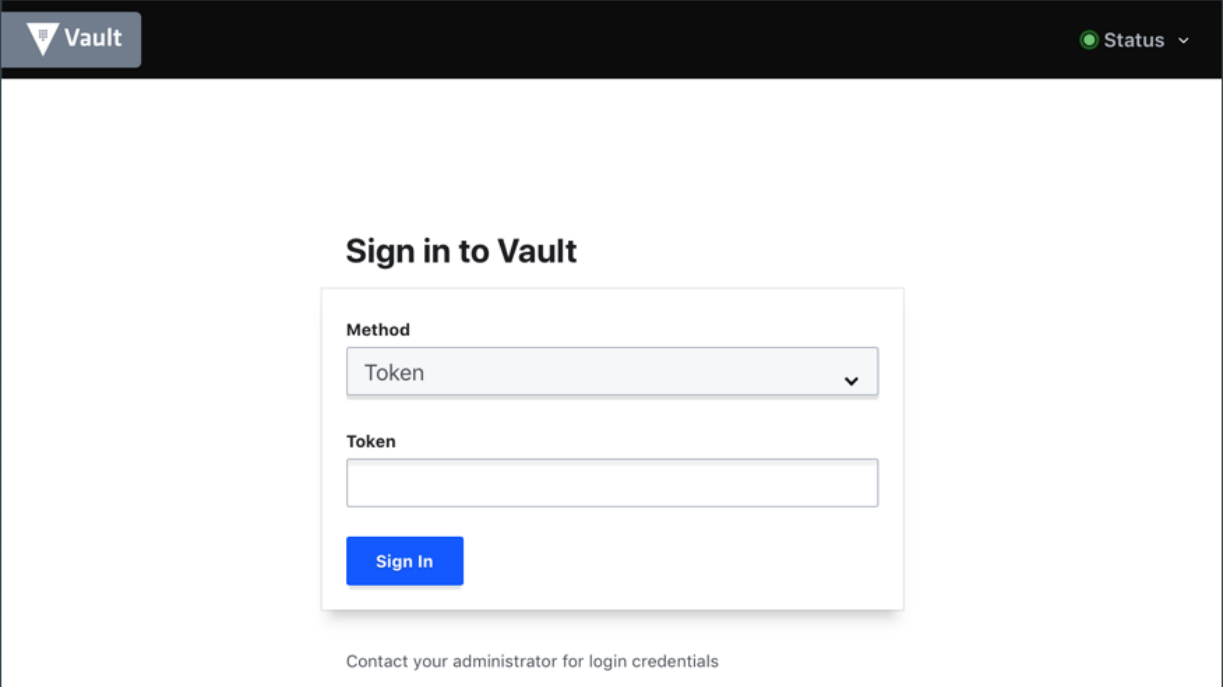 Vault
Status
Sign in to Vault
Method
Token
Token
Sign In
Contact your administrator for login credentials